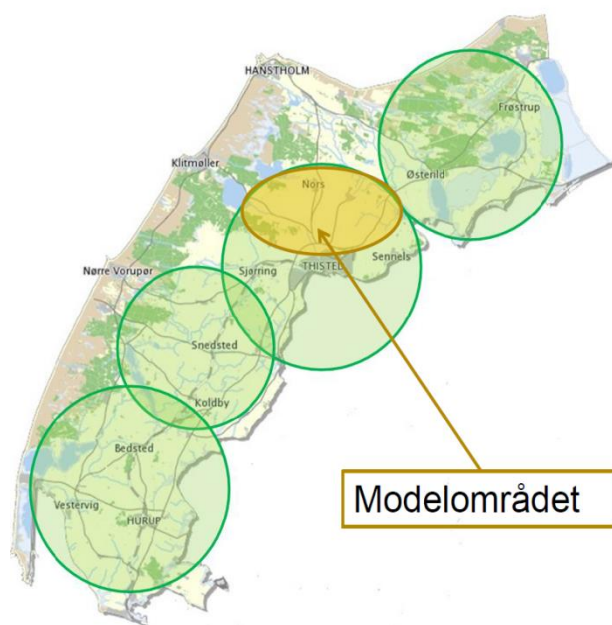 HANSTHOLM
Frøstrup
Klitmøller
Østerild
Nors
Sennels
THISTED
Sjørring
Nørre Vorupør
Snedsted
Koldby
Bedsted
Vestervig
HURUP
Modelområdet